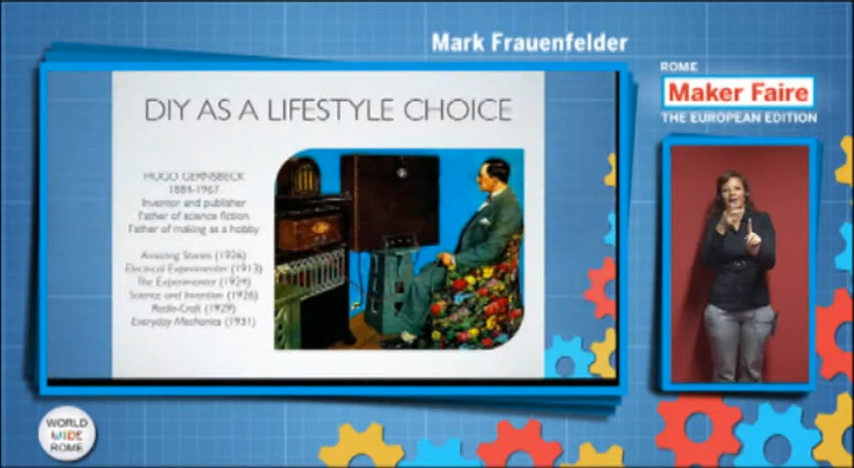 Mark Frauenfelder
ROME
Maker Faire
THE EUROPEAN EDITION
DIY AS A LIFESTYLE CHOICE
HUGO GERNSBECK
1884-1967
Inventor and publisher
Father of science fiction
Father of making as a hobby
Amazing Stories (1926)
Electrical Experimenter (1913)
The Experimenter (1924)
Science and Invention (1926)
Radio-Craft (1929)
Everyday Mechanics (1931)
WORLD
WIDE
ROME